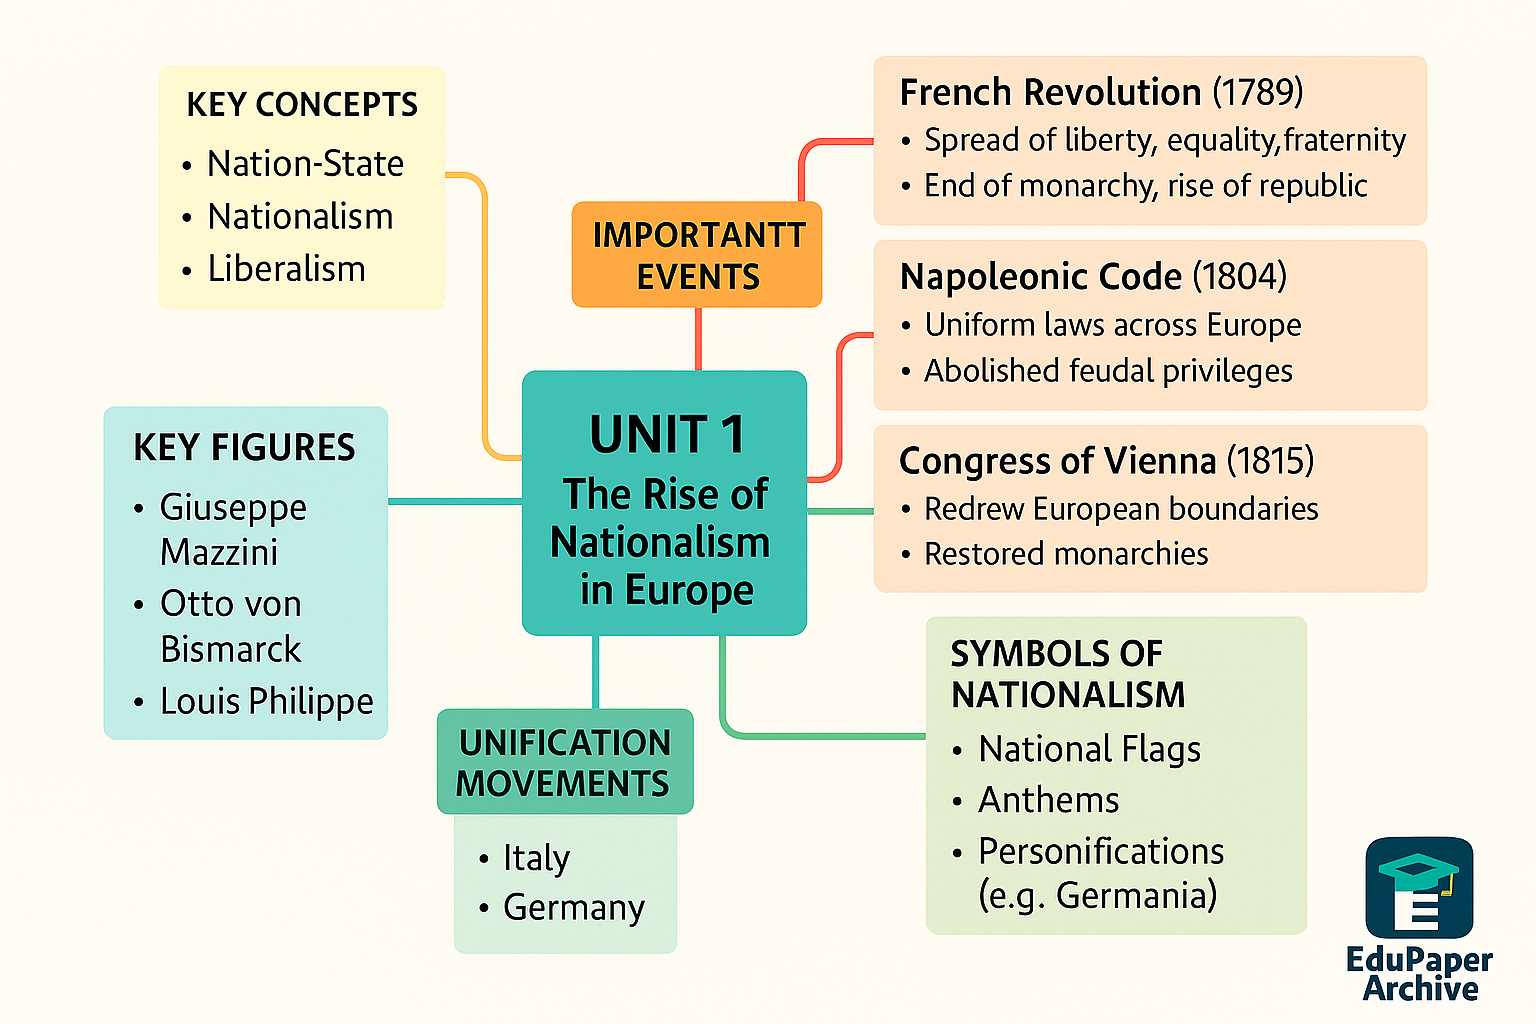 KEY CONCEPTS
• Nation-State
• Nationalism
• Liberalism
KEY FIGURES
• Giuseppe
Mazzini
• Otto von
Bismarck
• Louis Philippe
IMPORTANTT
EVENTS
UNIT 1
The Rise of
Nationalism
in Europe
UNIFICATION
MOVEMENTS
• Italy
• Germany
French Revolution (1789)
• Spread of liberty, equality,fraternity
• End of monarchy, rise of republic
Napoleonic Code (1804)
• Uniform laws across Europe
• Abolished feudal privileges
Congress of Vienna (1815)
• Redrew European boundaries
• Restored monarchies
SYMBOLS OF
NATIONALISM
• National Flags
• Anthems
• Personifications
(e.g. Germania)
E
EduPaper
Archive